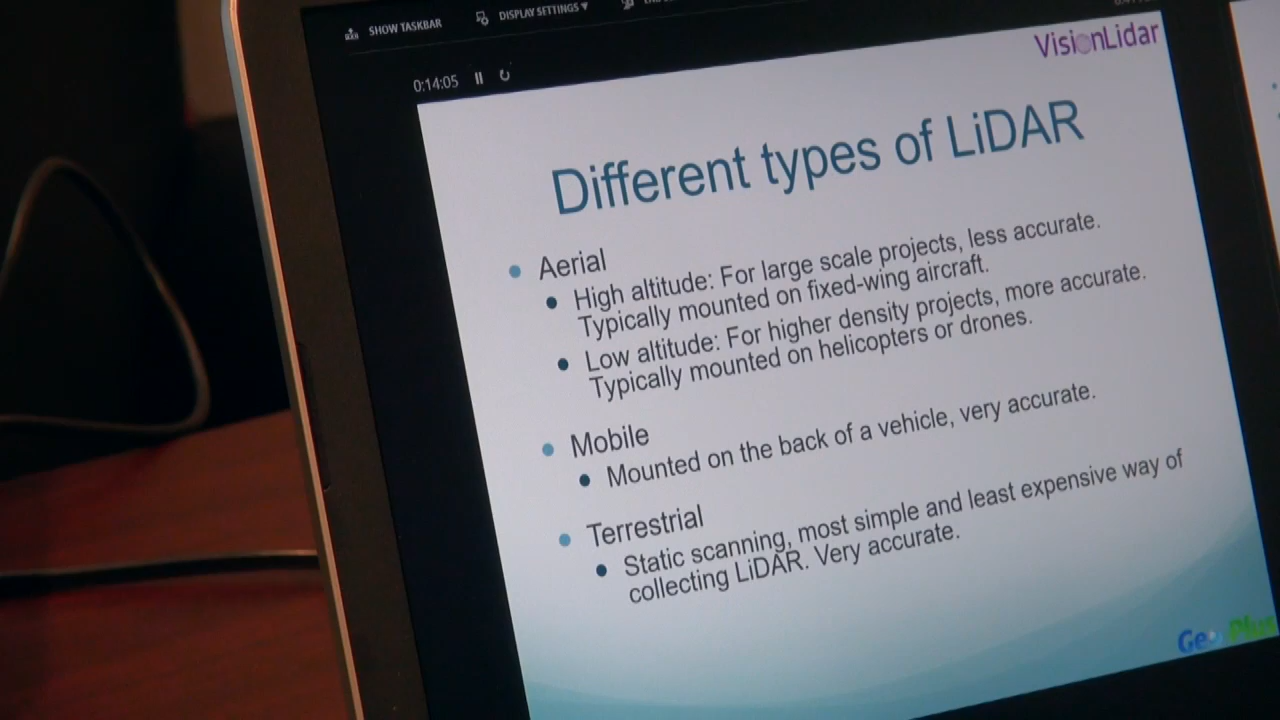 SHOW TASKBAR
DISPLAY SETTINGS
0:14:05
VisionLidar
Different types of LiDAR
Aerial
High altitude: For large scale projects, less accurate.
Typically mounted on fixed-wing aircraft.
Low altitude: For higher density projects, more accurate.
Typically mounted on helicopters or drones.
Mobile
Mounted on the back of a vehicle, very accurate.
Terrestrial
Static scanning, most simple and least expensive way of
collecting LiDAR. Very accurate.
Geo Plus